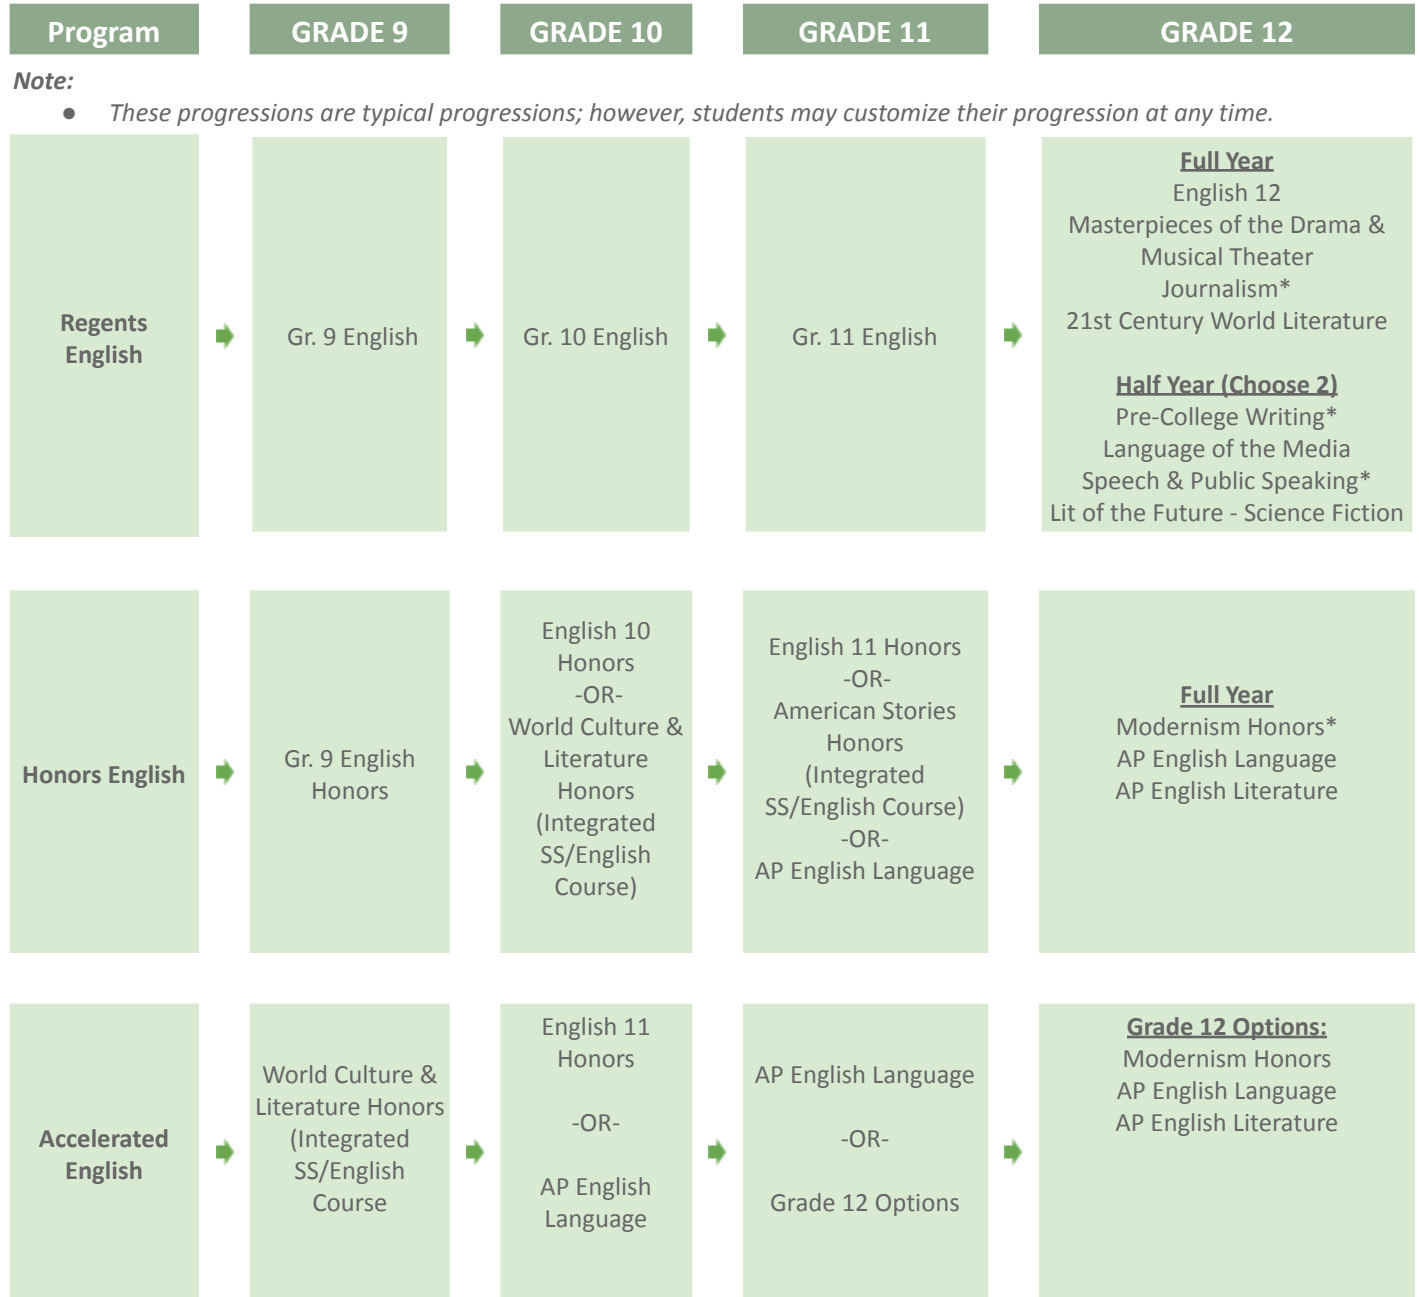 Program
GRADE 9
GRADE 10
GRADE 11
GRADE 12
Note:
● These progressions are typical progressions; however, students may customize their progression at any time.
Regents
English
Gr. 9 English
Gr. 10 English
Gr. 11 English
Full Year
English 12
Masterpieces of the Drama &
Musical Theater
Journalism*
21st Century World Literature
Half Year (Choose 2)
Pre-College Writing*
Language of the Media
Speech & Public Speaking*
Lit of the Future - Science Fiction
Honors English
Gr. 9 English
Honors
English 10
Honors
-OR-
World Culture &
Literature
Honors
(Integrated
SS/English
Course)
English 11 Honors
-OR-
American Stories
Honors
(Integrated
SS/English Course)
-OR-
AP English Language
Full Year
Modernism Honors*
AP English Language
AP English Literature
Accelerated
English
World Culture &
Literature Honors
(Integrated
SS/English
Course
English 11
Honors
-OR-
AP English
Language
AP English Language
-OR-
Grade 12 Options
Grade 12 Options:
Modernism Honors
AP English Language
AP English Literature